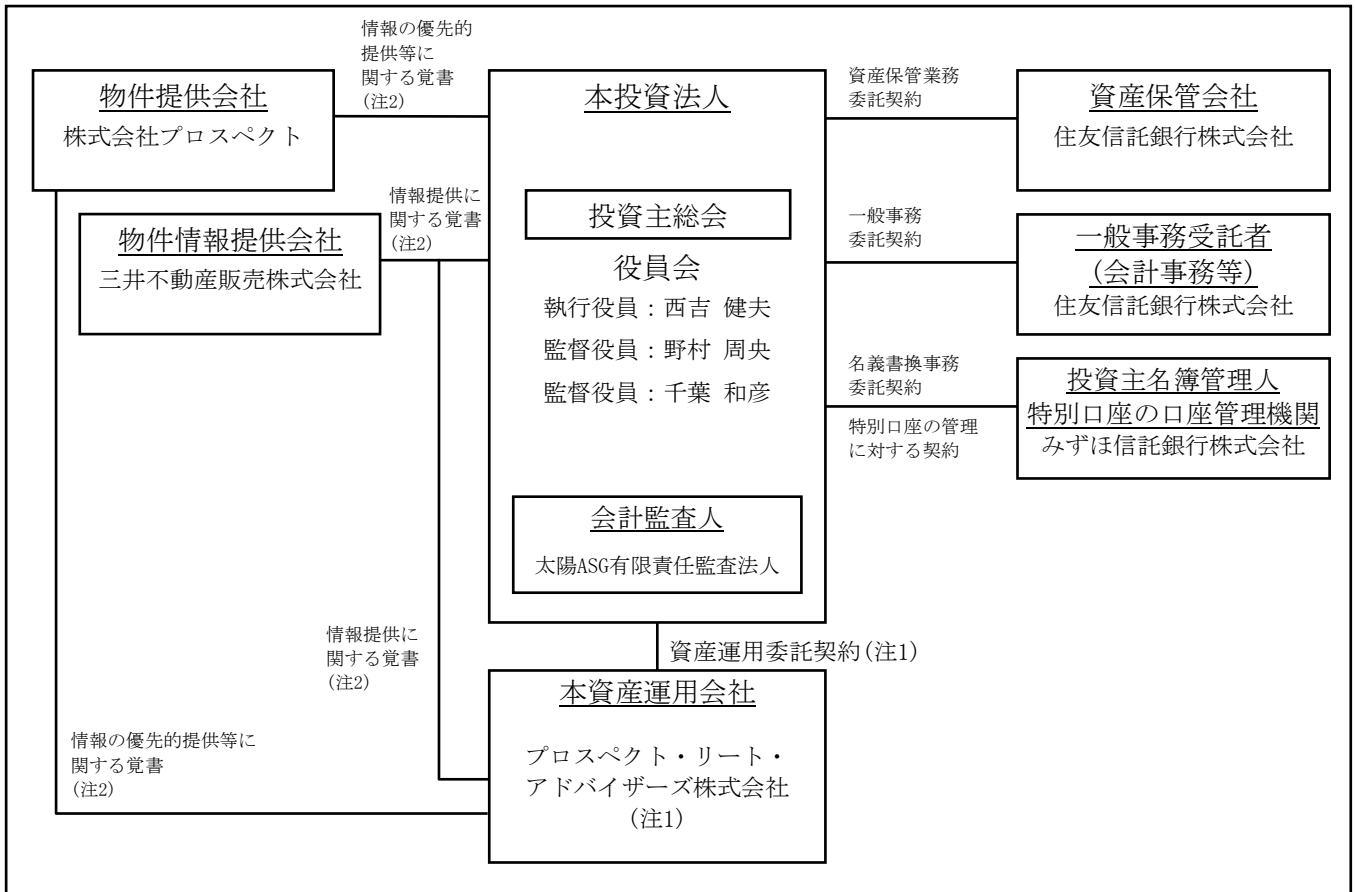 情報の優先的
提供等に
関する覚書
(注2)
物件提供会社
株式会社プロスペクト
情報提供に
関する覚書
(注2)
物件情報提供会社
三井不動産販売株式会社
本投資法人
投資主総会
役員会
執行役員：西吉 健夫
監督役員：野村 周央
監督役員：千葉 和彦
会計監査人
太陽ASG有限責任監査法人
資産保管業務
委託契約
資産保管会社
住友信託銀行株式会社
一般事務
委託契約
一般事務受託者
(会計事務等)
住友信託銀行株式会社
名義書換事務
委託契約
特別口座の管理
に対する契約
投資主名簿管理人
特別口座の口座管理機関
みずほ信託銀行株式会社
情報提供に
関する覚書
(注2)
資産運用委託契約(注1)
情報の優先的提供等に
関する覚書
(注2)
本資産運用会社
プロスペクト・リート・
アドバイザーズ株式会社
(注1)